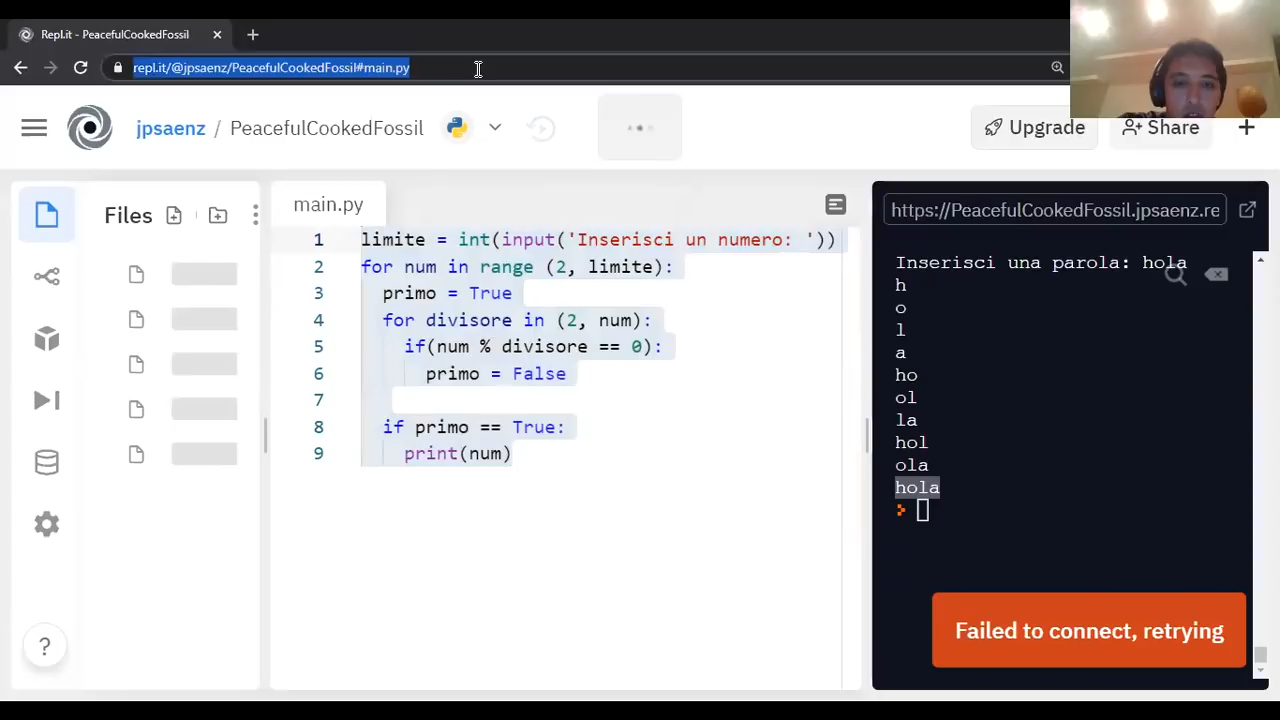 Repl.it - PeacefulCookedFossil
repl.it/@jpsaenz/PeacefulCookedFossil#main.py
jpsaenz / PeacefulCookedFossil
Upgrade
Share
Files
main.py
https://PeacefulCookedFossil.jpsaenz.re
1 limite = int(input('Inserisci un numero: '))
2 for num in range (2, limite):
3 primo = True
4 for divisore in (2, num):
5 if(num % divisore == 0):
6 primo = False
7
8 if primo == True:
9 print(num)
Inserisci una parola: hola
h
o
l
a
ho
ol
la
hol
ola
hola
Failed to connect, retrying
?